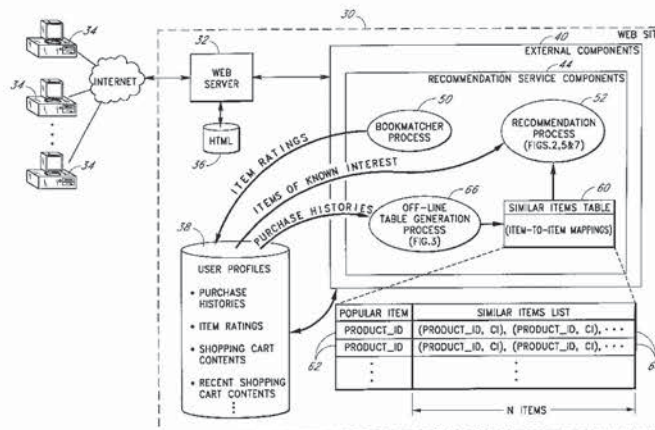 30
WEB SIT
32
WEB
SERVER
40
EXTERNAL COMPONENTS
44
RECOMMENDATION SERVICE COMPONENTS
34
34
34
INTERNET
HTML
36
50
BOOKMATCHER
PROCESS
52
RECOMMENDATION
PROCESS
(FIGS.2,5&7)
ITEM RATINGS
ITEMS OF KNOWN INTEREST
PURCHASE HISTORIES
66
OFF-LINE
TABLE GENERATION
PROCESS
(FIG.3)
60
SIMILAR ITEMS TABLE
(ITEM-TO-ITEM MAPPINGS)
38
USER PROFILES
• PURCHASE
HISTORIES
• ITEM RATINGS
• SHOPPING CART
CONTENTS
• RECENT SHOPPING
CART CONTENTS
POPULAR ITEM SIMILAR ITEMS LIST
PRODUCT_ID (PRODUCT_ID, CI), (PRODUCT_ID, CI), ···
PRODUCT_ID (PRODUCT_ID, CI), (PRODUCT_ID, CI), ···
62
N ITEMS